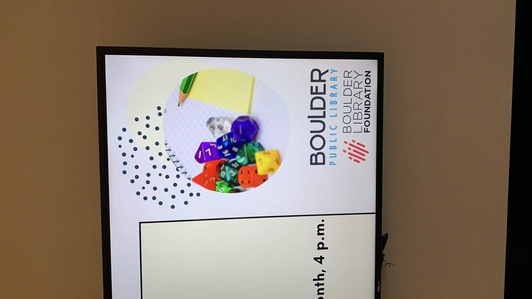 onth, 4 p.m.
BOULDER
PUBLIC LIBRARY
BOULDER
LIBRARY
FOUNDATION